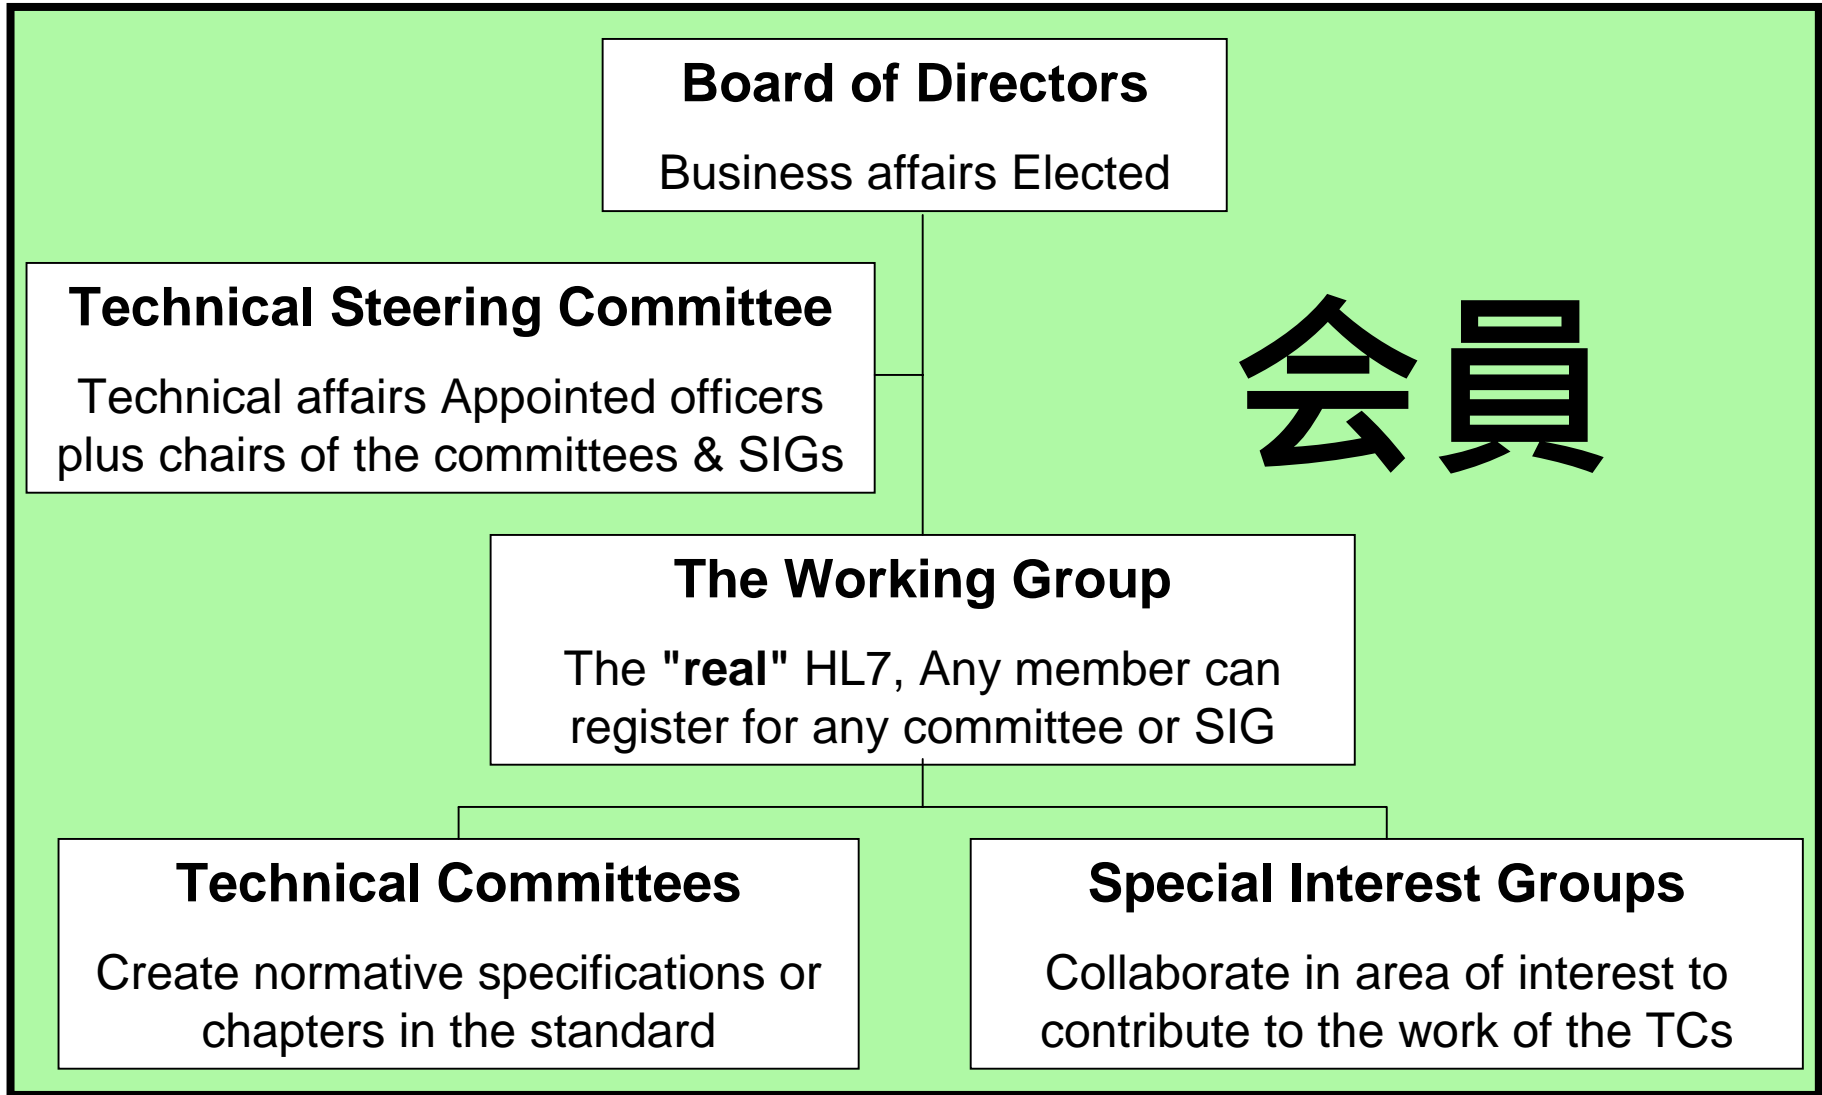 Board of Directors
Business affairs Elected
Technical Steering Committee
Technical affairs Appointed officers
plus chairs of the committees & SIGs
会員
The Working Group
The "real" HL7, Any member can
register for any committee or SIG
Technical Committees
Create normative specifications or
chapters in the standard
Special Interest Groups
Collaborate in area of interest to
contribute to the work of the TCs